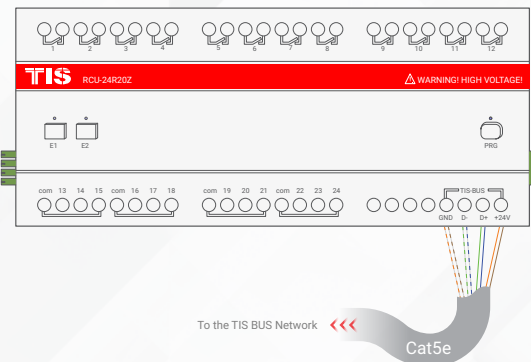 1 2 3 4 5 6 7 8 9 10 11 12
TIS RCU-24R20Z WARNING! HIGH VOLTAGE!
E1 E2 PRG
com 13 14 15 com 16 17 18 com 19 20 21 com 22 23 24 TIS-BUS
GND D- D+ +24V
To the TIS BUS Network
Cat5e